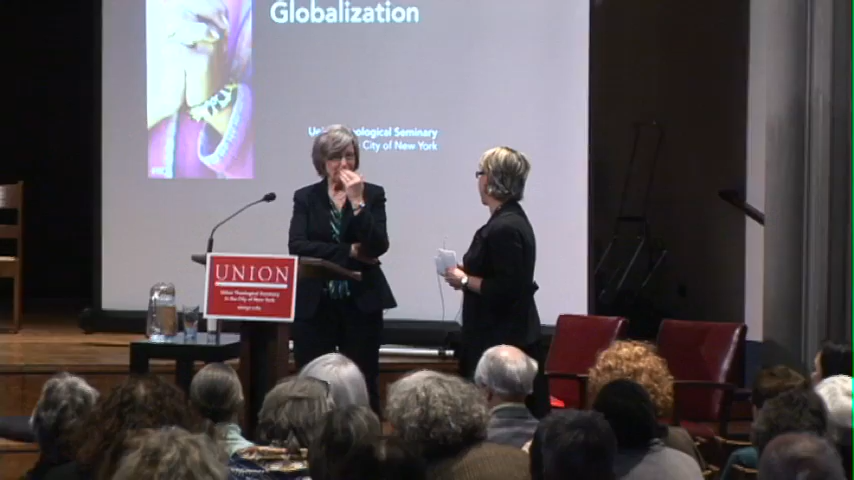 Globalization
Union Theological Seminary
City of New York
UNION
Union Theological Seminary
in the City of New York